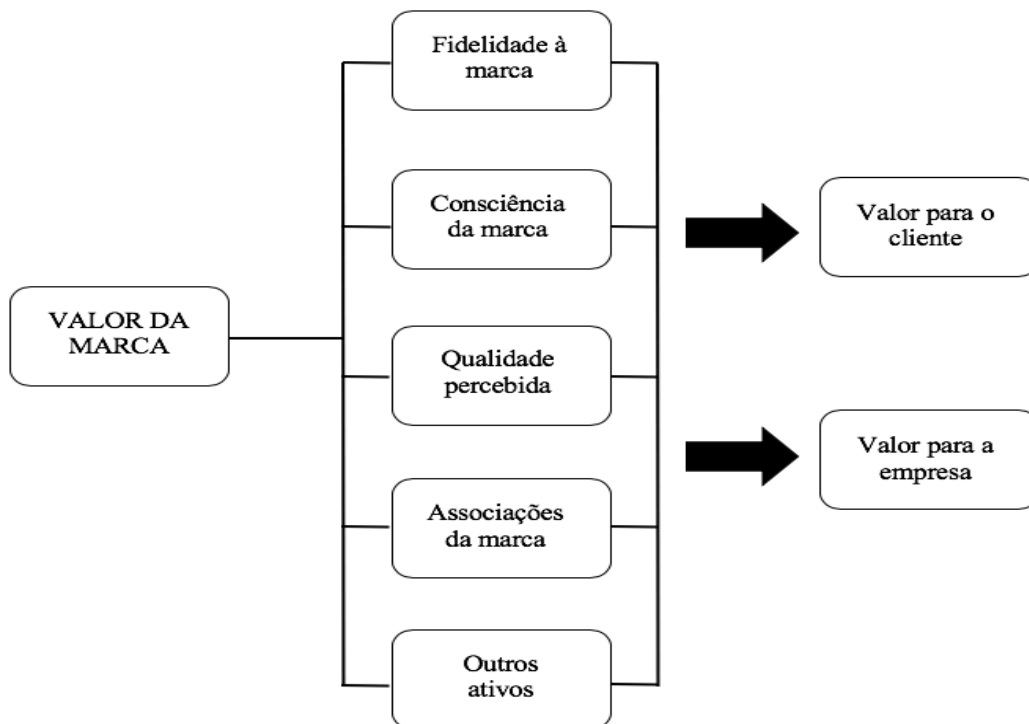 VALOR DA
MARCA
Fidelidade à
marca
Consciência
da marca
Qualidade
percebida
Associações
da marca
Outros
ativos
Valor para o
cliente
Valor para a
empresa